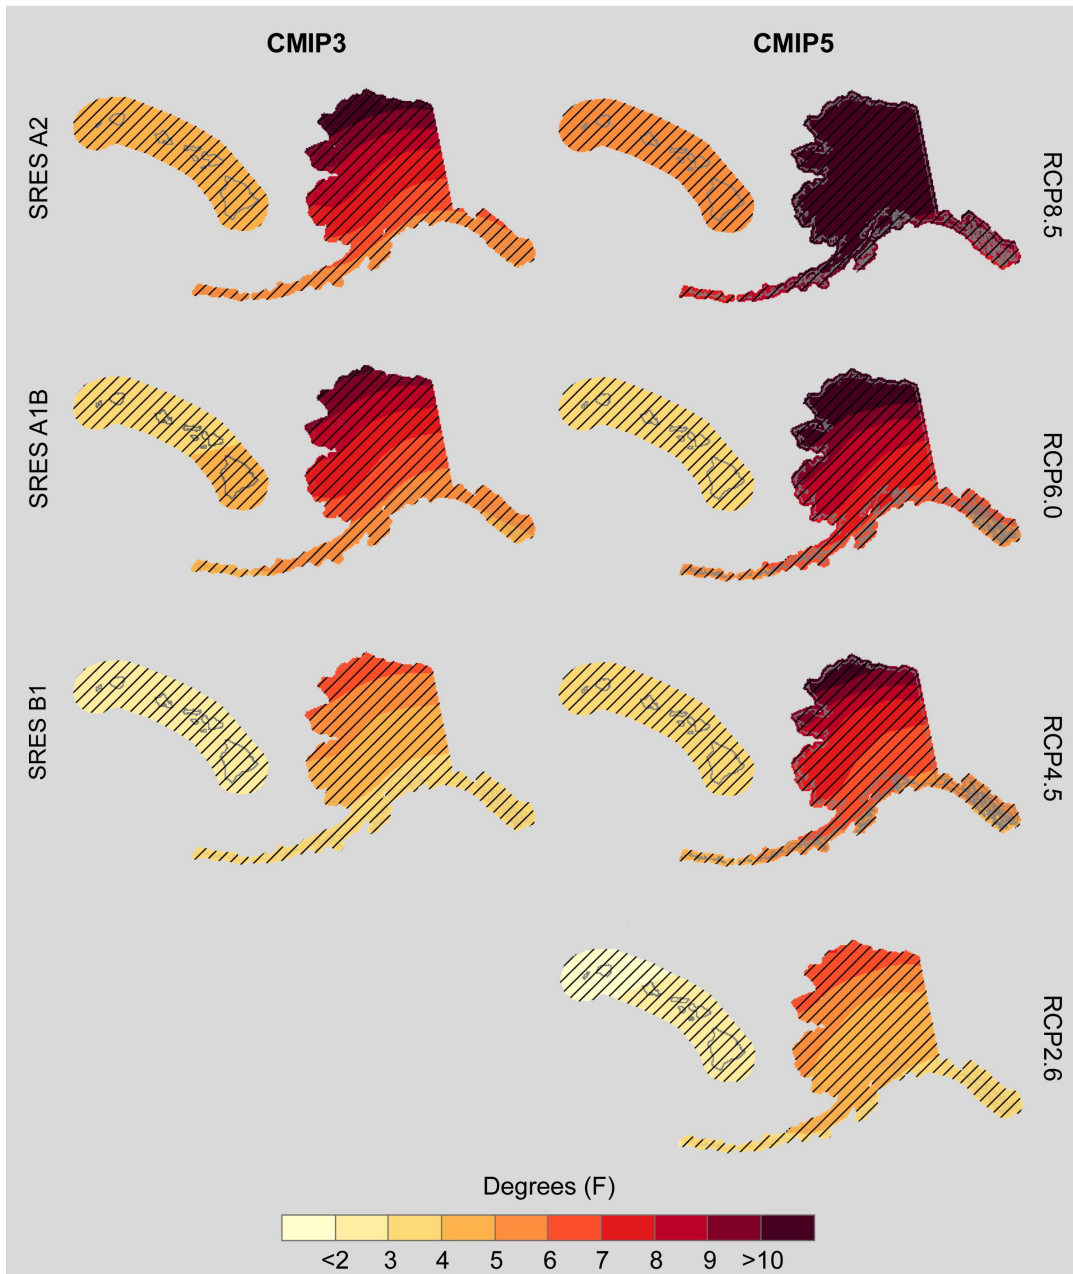 CMIP3 CMIP5
SRES A2
RCP8.5
SRES A1B
RCP6.0
SRES B1
RCP4.5
RCP2.6
Degrees (F)
<2 3 4 5 6 7 8 9 >10